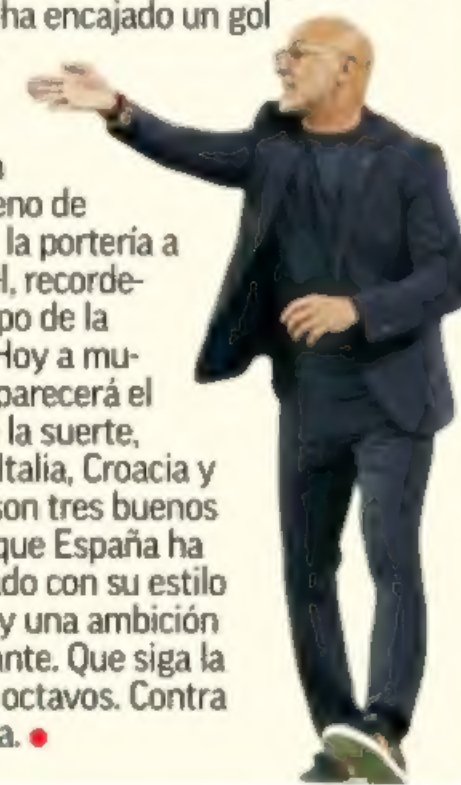 ha encajado un gol
eno de
la portería a
recorde-
po de la
Hoy a mu-
parecerá el
la suerte,
Italia, Croacia y
son tres buenos
que España ha
do con su estilo
y una ambición
ante. Que siga la
octavos. Contra
a.